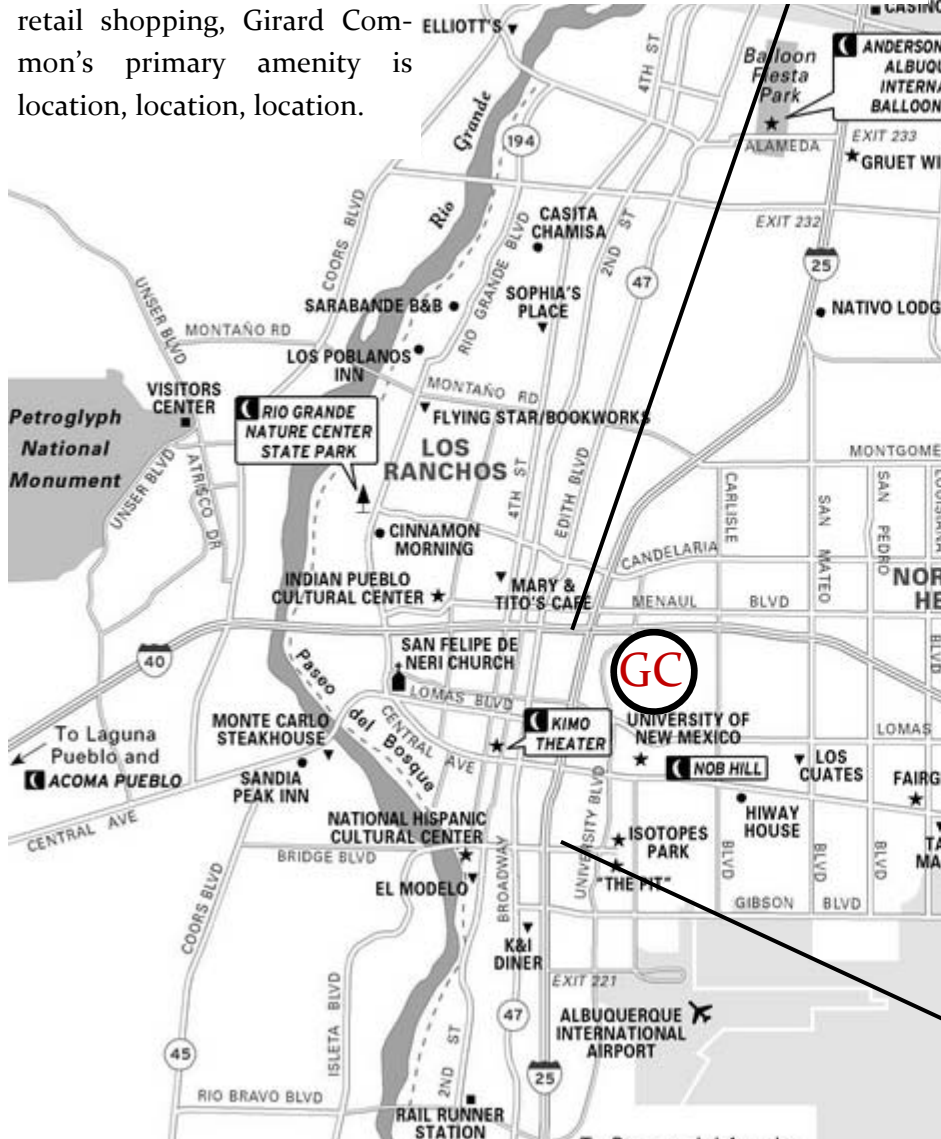 retail shopping, Girard Com-
mon's primary amenity is
location, location, location.
ELLIOTT'S
Rio Grande
194
4TH ST
Balloon
Fiesta
Park
CASINO
ANDERSON
ALBUQU
INTERNA
BALLOON
ALAMEDA
EXIT 233
GRUET WI
EXIT 232
25
COORS BLVD
CASITA
CHAMISA
RIO GRANDE BLVD
2ND ST
47
UNSER BLVD
MONTAÑO RD
SARABANDE B&B
SOPHIA'S
PLACE
NATIVO LODG
LOS POBLANOS
INN
VISITORS
CENTER
MONTAÑO RD
Petroglyph
National
Monument
RIO GRANDE
NATURE CENTER
STATE PARK
FLYING STAR/BOOKWORKS
LOS
RANCHOS
MONTGOME
UNSER BLVD
ATRISCO DR
4TH ST
EDITH BLVD
CARLISLE
SAN MATEO
SAN PEDRO
LOUISIANA
CINNAMON
MORNING
CANDELARIA
INDIAN PUEBLO
CULTURAL CENTER
MARY &
TITO'S CAFÉ
MENAUL BLVD
NOR
HE
40
SAN FELIPE DE
NERI CHURCH
GC
BLVD
Paseo del Bosque
LOMAS BLVD
CENTRAL AVE
To Laguna
Pueblo and
ACOMA PUEBLO
MONTE CARLO
STEAKHOUSE
KIMO
THEATER
UNIVERSITY OF
NEW MEXICO
LOMAS
SANDIA
PEAK INN
NOB HILL
LOS
CUATES
FAIRG
CENTRAL AVE
NATIONAL HISPANIC
CULTURAL CENTER
UNIVERSITY BLVD
HIWAY
HOUSE
BRIDGE BLVD
ISOTOPES
PARK
TA
MA
EL MODELO
BROADWAY
"THE PIT"
BLVD
BLVD
BLVD
COORS BLVD
GIBSON BLVD
K&I
DINER
EXIT 221
ISLETA BLVD
47
ALBUQUERQUE
INTERNATIONAL
AIRPORT
45
2ND ST
25
RIO BRAVO BLVD
RAIL RUNNER
STATION